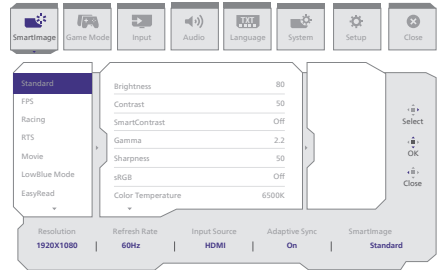 SmartImage Game Mode Input Audio Language System Setup Close
TXT
Standard
FPS
Racing
RTS
Movie
LowBlue Mode
EasyRead
Brightness 80
Contrast 50
SmartContrast Off
Gamma 2.2
Sharpness 50
sRGB Off
Color Temperature 6500K
Select
OK
Close
Resolution Refresh Rate Input Source Adaptive Sync SmartImage
1920X1080 | 60Hz | HDMI | On | Standard